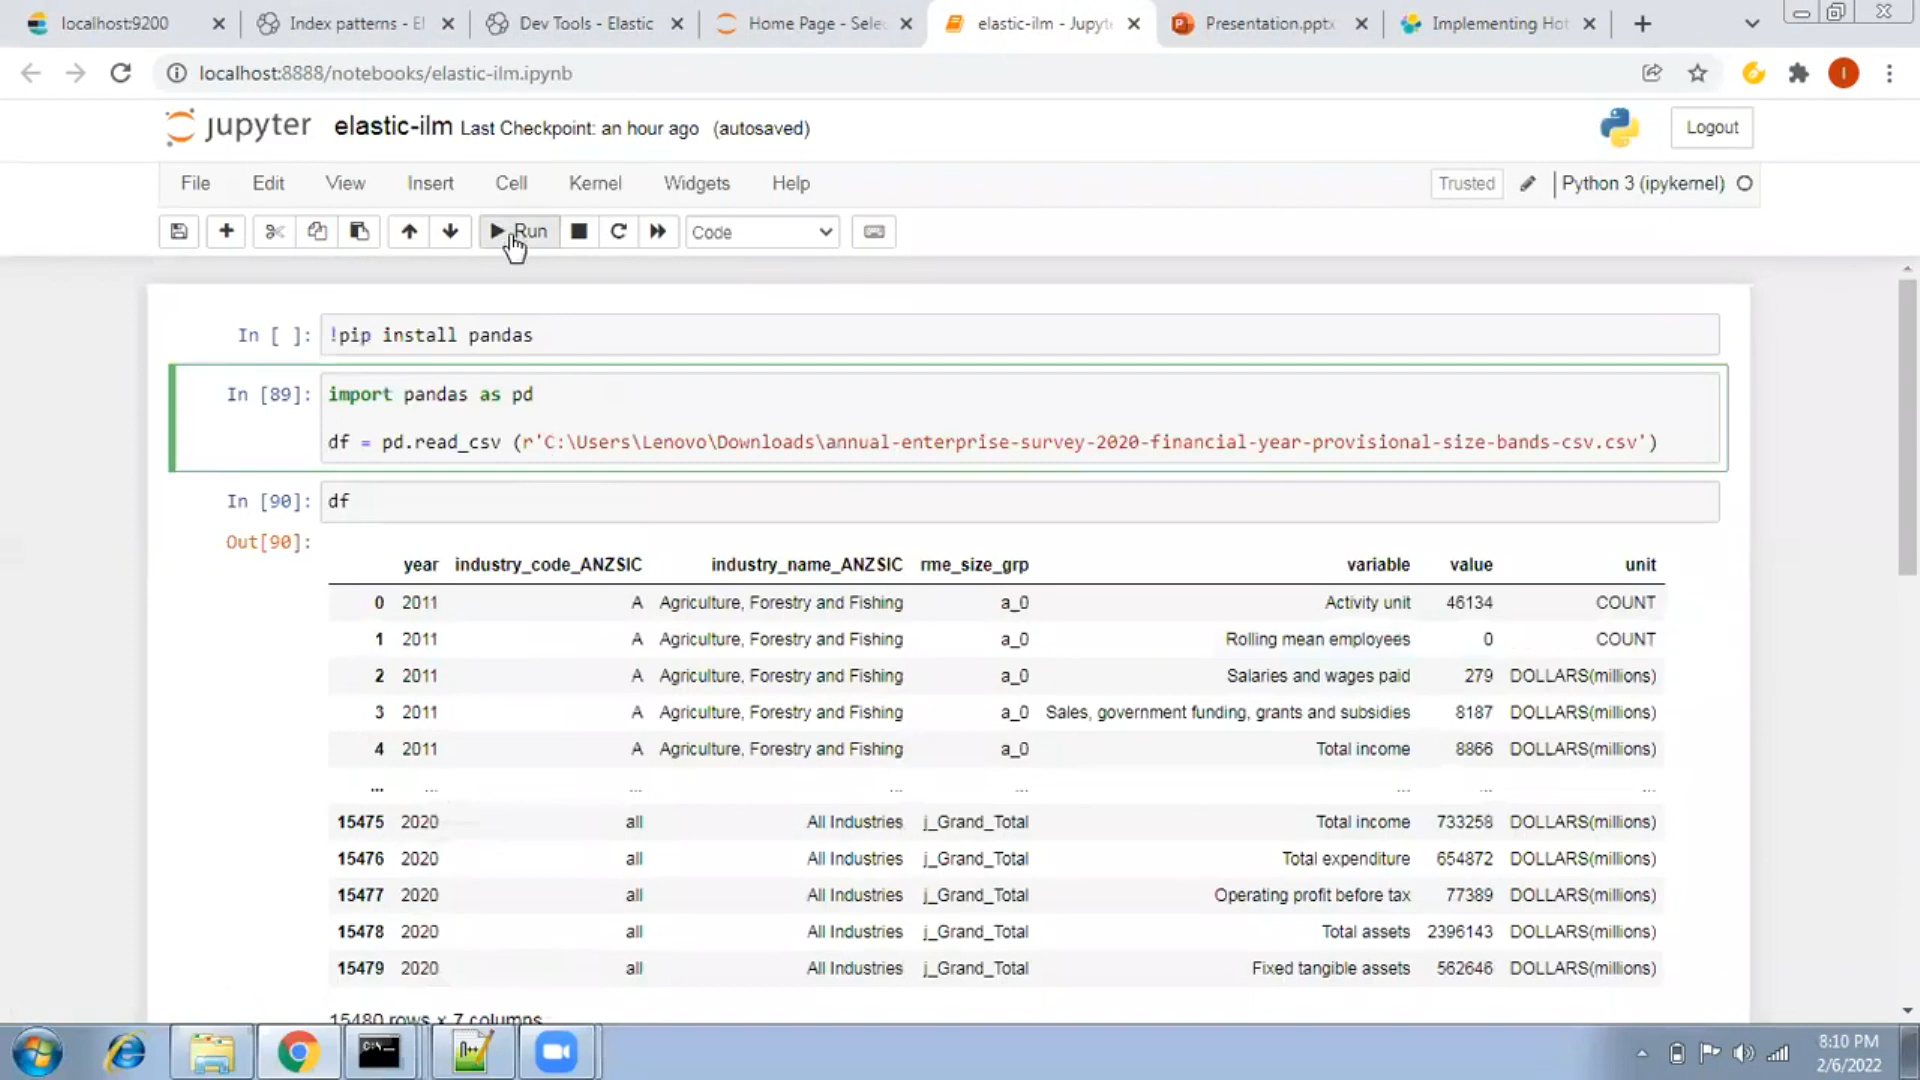 localhost:9200
Index patterns - El
Dev Tools - Elastic
Home Page - Selec
elastic-ilm - Jupyt
Presentation.pptx
Implementing Hot
localhost:8888/notebooks/elastic-ilm.ipynb
I
jupyter elastic-ilm Last Checkpoint: an hour ago (autosaved)
Logout
File Edit View Insert Cell Kernel Widgets Help
Trusted
Python 3 (ipykernel)
Run
Code
In [ ]: !pip install pandas
In [89]: import pandas as pd
df = pd.read_csv (r'C:\Users\Lenovo\Downloads\annual-enterprise-survey-2020-financial-year-provisional-size-bands-csv.csv')
In [90]: df
Out[90]:
year industry_code_ANZSIC industry_name_ANZSIC rme_size_grp variable value unit
0 2011 A Agriculture, Forestry and Fishing a_0 Activity unit 46134 COUNT
1 2011 A Agriculture, Forestry and Fishing a_0 Rolling mean employees 0 COUNT
2 2011 A Agriculture, Forestry and Fishing a_0 Salaries and wages paid 279 DOLLARS(millions)
3 2011 A Agriculture, Forestry and Fishing a_0 Sales, government funding, grants and subsidies 8187 DOLLARS(millions)
4 2011 A Agriculture, Forestry and Fishing a_0 Total income 8866 DOLLARS(millions)
... ... ... ... ... ... ... ...
15475 2020 all All Industries j_Grand_Total Total income 733258 DOLLARS(millions)
15476 2020 all All Industries j_Grand_Total Total expenditure 654872 DOLLARS(millions)
15477 2020 all All Industries j_Grand_Total Operating profit before tax 77389 DOLLARS(millions)
15478 2020 all All Industries j_Grand_Total Total assets 2396143 DOLLARS(millions)
15479 2020 all All Industries j_Grand_Total Fixed tangible assets 562646 DOLLARS(millions)
15480 rows × 7 columns
8:10 PM
2/6/2022